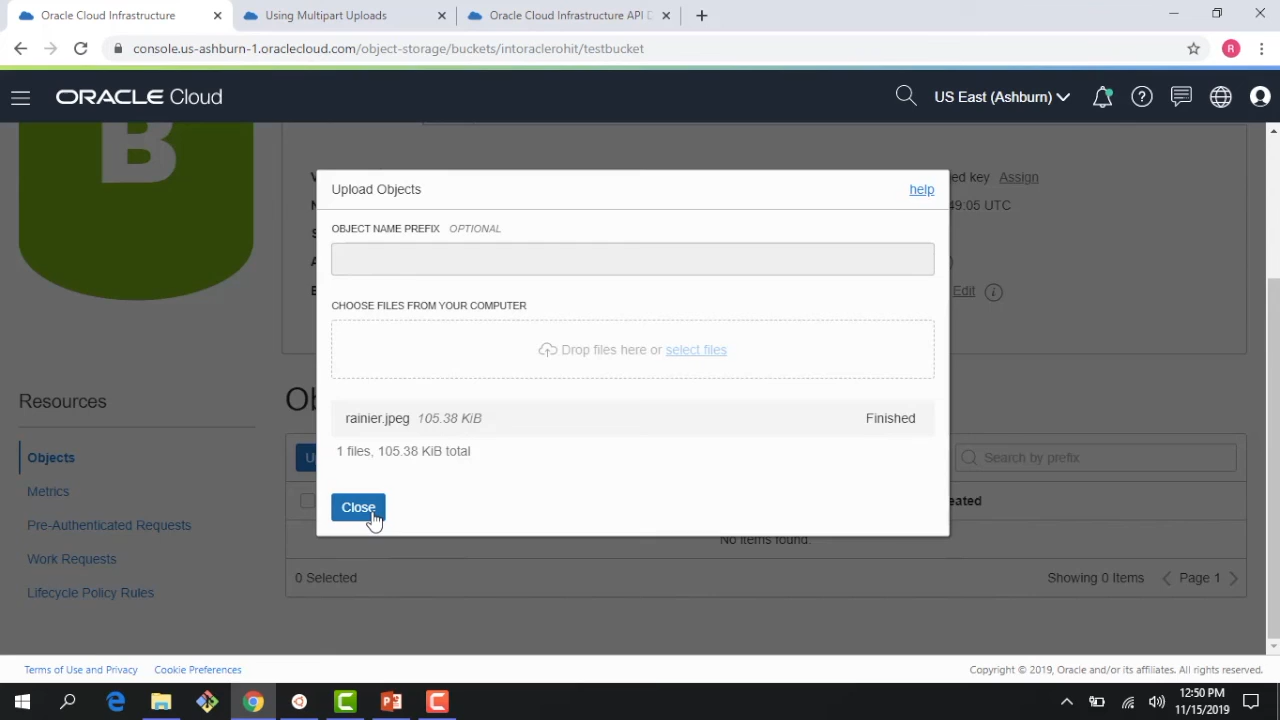 Oracle Cloud Infrastructure
Using Multipart Uploads
Oracle Cloud Infrastructure API
console.us-ashburn-1.oraclecloud.com/object-storage/buckets/intoraclerohit/testbucket
R
ORACLE Cloud
US East (Ashburn)
B
Upload Objects
help
ed key Assign
49:05 UTC
OBJECT NAME PREFIX OPTIONAL
Edit
CHOOSE FILES FROM YOUR COMPUTER
Drop files here or select files
Resources
rainier.jpeg 105.38 KiB
Finished
1 files, 105.38 KiB total
Objects
Search by prefix
Metrics
Close
eated
Pre-Authenticated Requests
No items found.
Work Requests
0 Selected
Showing 0 Items
Page 1
Lifecycle Policy Rules
Terms of Use and Privacy
Cookie Preferences
Copyright © 2019, Oracle and/or its affiliates. All rights reserved.
12:50 PM
11/15/2019